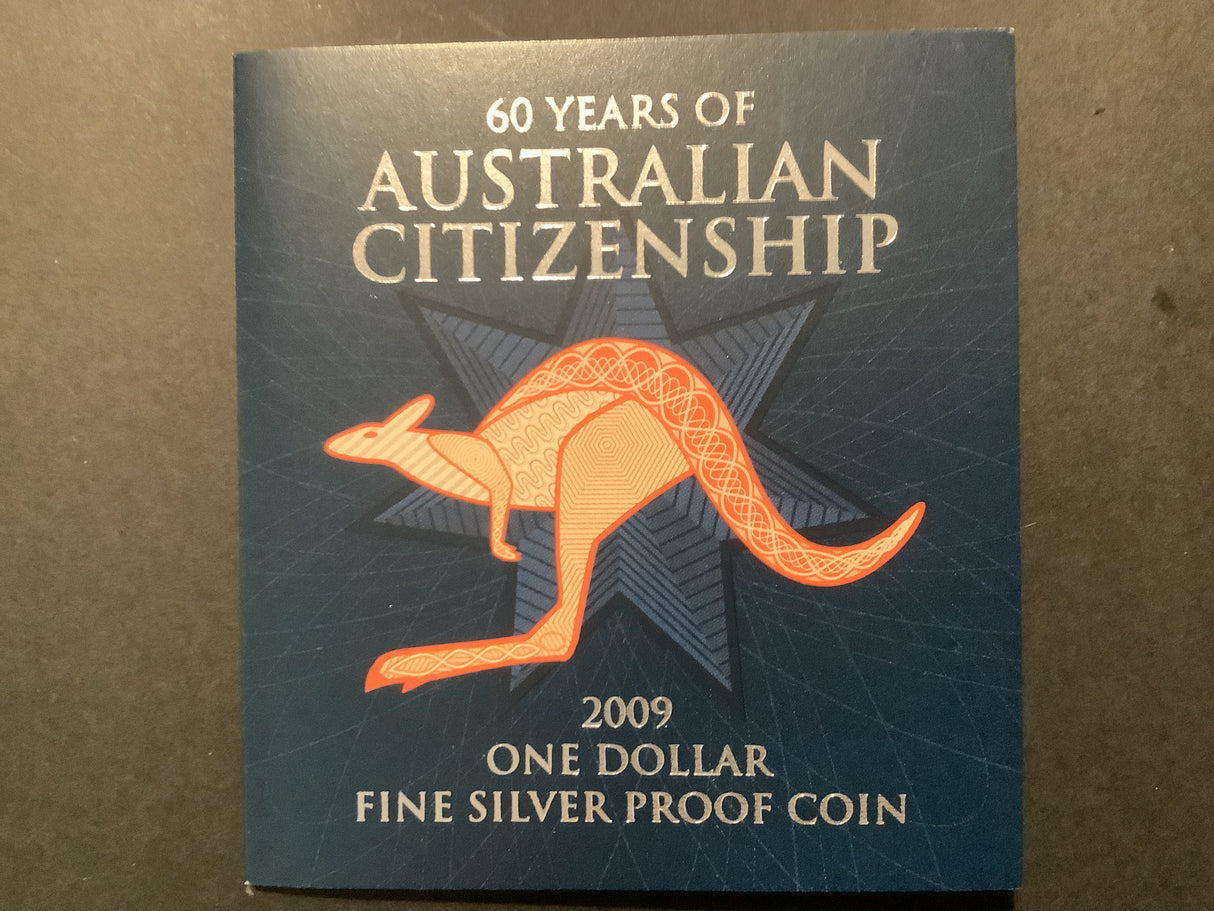 60 YEARS OF
AUSTRALIAN
CITIZENSHIP
2009
ONE DOLLAR
FINE SILVER PROOF COIN